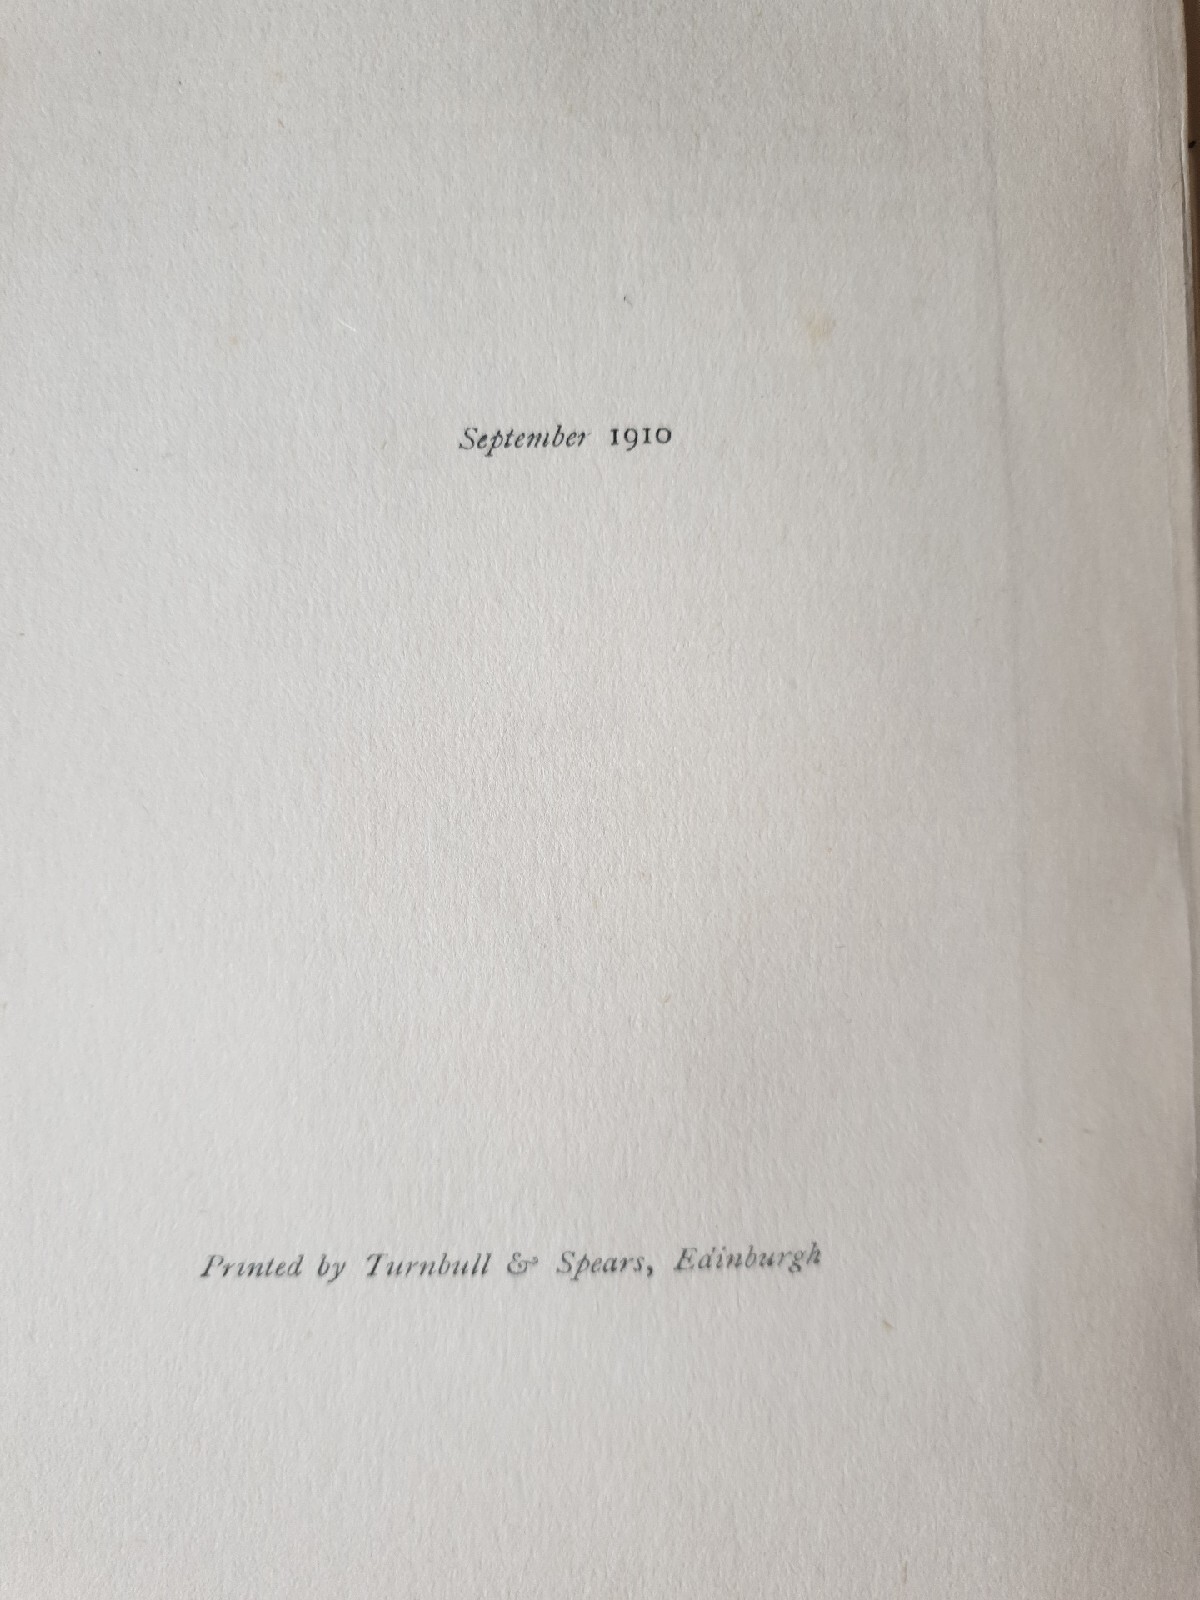 September 1910
Printed by Turnbull & Spears, Edinburgh